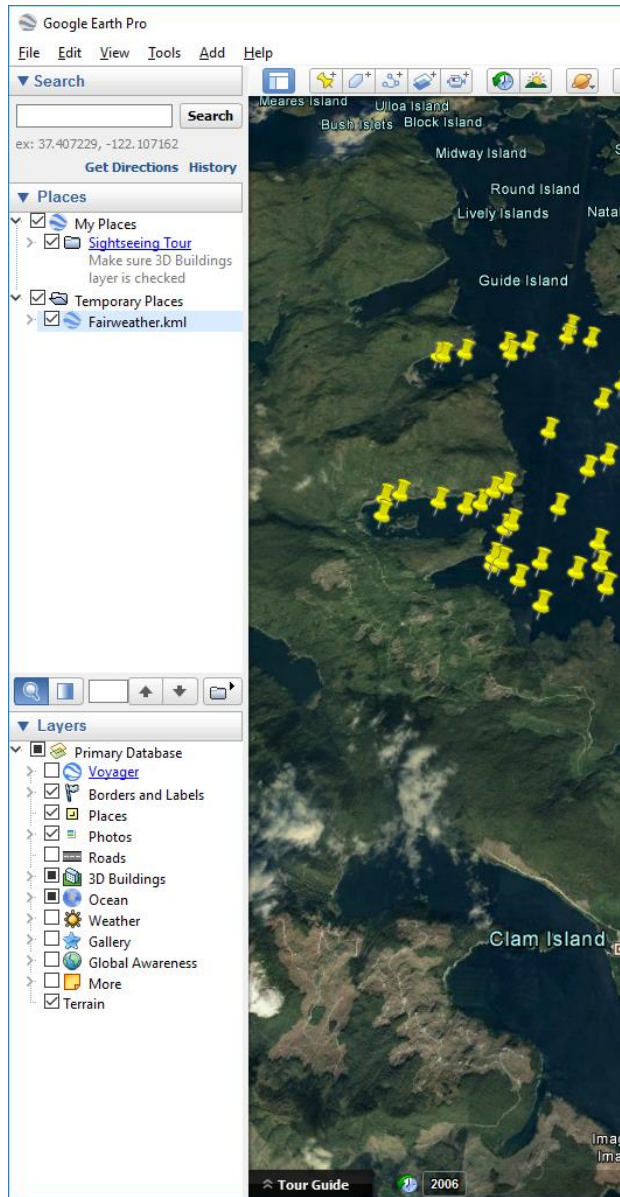 Google Earth Pro
File Edit View Tools Add Help
Search
Search
ex: 37.407229, -122.107162
Get Directions History
Places
My Places
Sightseeing Tour
Make sure 3D Buildings
layer is checked
Temporary Places
Fairweather.kml
Layers
Primary Database
Voyager
Borders and Labels
Places
Photos
Roads
3D Buildings
Ocean
Weather
Gallery
Global Awareness
More
Terrain
Meares Island
Ulloa Island
Bush Islets
Block Island
Midway Island
S
Round Island
Lively Islands
Natal
Guide Island
Clam Island
Imag
Ima
Tour Guide
2006